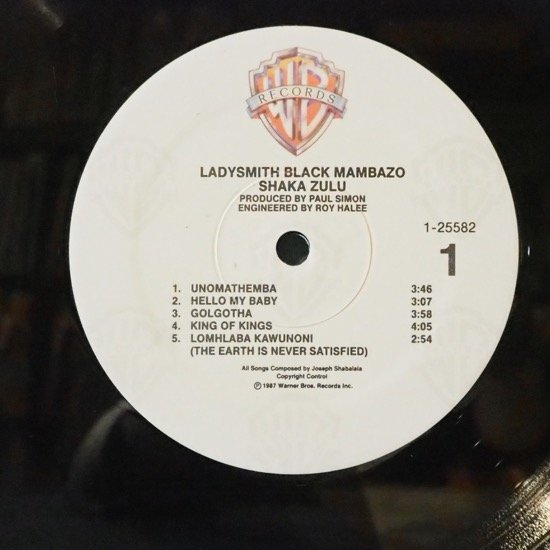 WB
RECORDS
LADYSMITH BLACK MAMBAZO
SHAKA ZULU
PRODUCED BY PAUL SIMON
ENGINEERED BY ROY HALEE
1-25582
1
1. UNOMATHEMBA 3:46
2. HELLO MY BABY 3:07
3. GOLGOTHA 3:58
4. KING OF KINGS 4:05
5. LOMHLABA KAWUNONI 2:54
(THE EARTH IS NEVER SATISFIED)
All Songs Composed by Joseph Shabalala
Copyright Control
℗ 1987 Warner Bros. Records Inc.